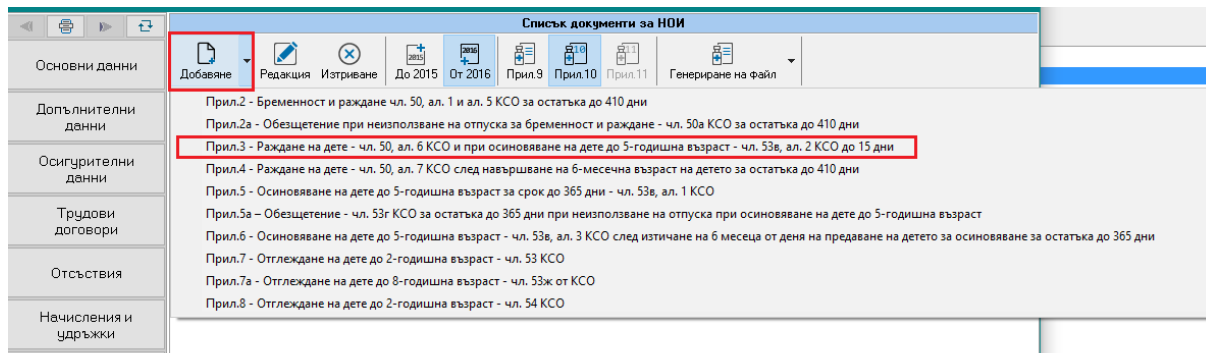 Списък документи за НОИ
Добавяне
Редакция
Изтриване
2015
До 2015
2016
От 2016
Прил.9
10
Прил.10
11
Прил.11
Генериране на файл
Основни данни
Допълнителни
данни
Осигурителни
данни
Трудови
договори
Отсъствия
Начисления и
удръжки
Прил.2 - Бременност и раждане чл. 50, ал. 1 и ал. 5 КСО за остатъка до 410 дни
Прил.2а - Обезщетение при неизползване на отпуска за бременност и раждане - чл. 50а КСО за остатъка до 410 дни
Прил.3 - Раждане на дете - чл. 50, ал. 6 КСО и при осиновяване на дете до 5-годишна възраст - чл. 53в, ал. 2 КСО до 15 дни
Прил.4 - Раждане на дете - чл. 50, ал. 7 КСО след навършване на 6-месечна възраст на детето за остатъка до 410 дни
Прил.5 - Осиновяване на дете до 5-годишна възраст за срок до 365 дни - чл. 53в, ал. 1 КСО
Прил.5а – Обезщетение - чл. 53г КСО за остатъка до 365 дни при неизползване на отпуска при осиновяване на дете до 5-годишна възраст
Прил.6 - Осиновяване на дете до 5-годишна възраст - чл. 53в, ал. 3 КСО след изтичане на 6 месеца от деня на предаване на детето за осиновяване за остатъка до 365 дни
Прил.7 - Отглеждане на дете до 2-годишна възраст - чл. 53 КСО
Прил.7а - Отглеждане на дете до 8-годишна възраст - чл. 53ж от КСО
Прил.8 - Отглеждане на дете до 2-годишна възраст - чл. 54 КСО